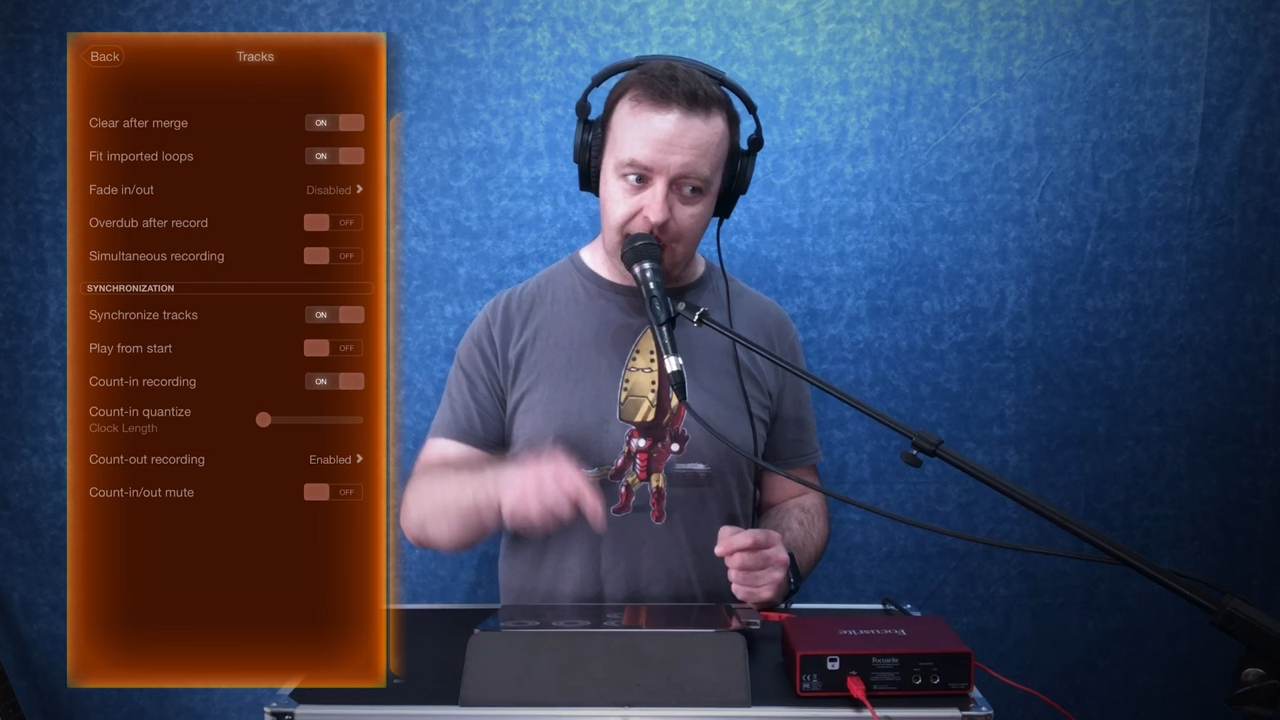 Back
Tracks
Clear after merge ON
Fit imported loops ON
Fade in/out Disabled
Overdub after record OFF
Simultaneous recording OFF
SYNCHRONIZATION
Synchronize tracks ON
Play from start OFF
Count-in recording ON
Count-in quantize
Clock Length
Count-out recording Enabled
Count-in/out mute OFF
Focusrite
Focusrite